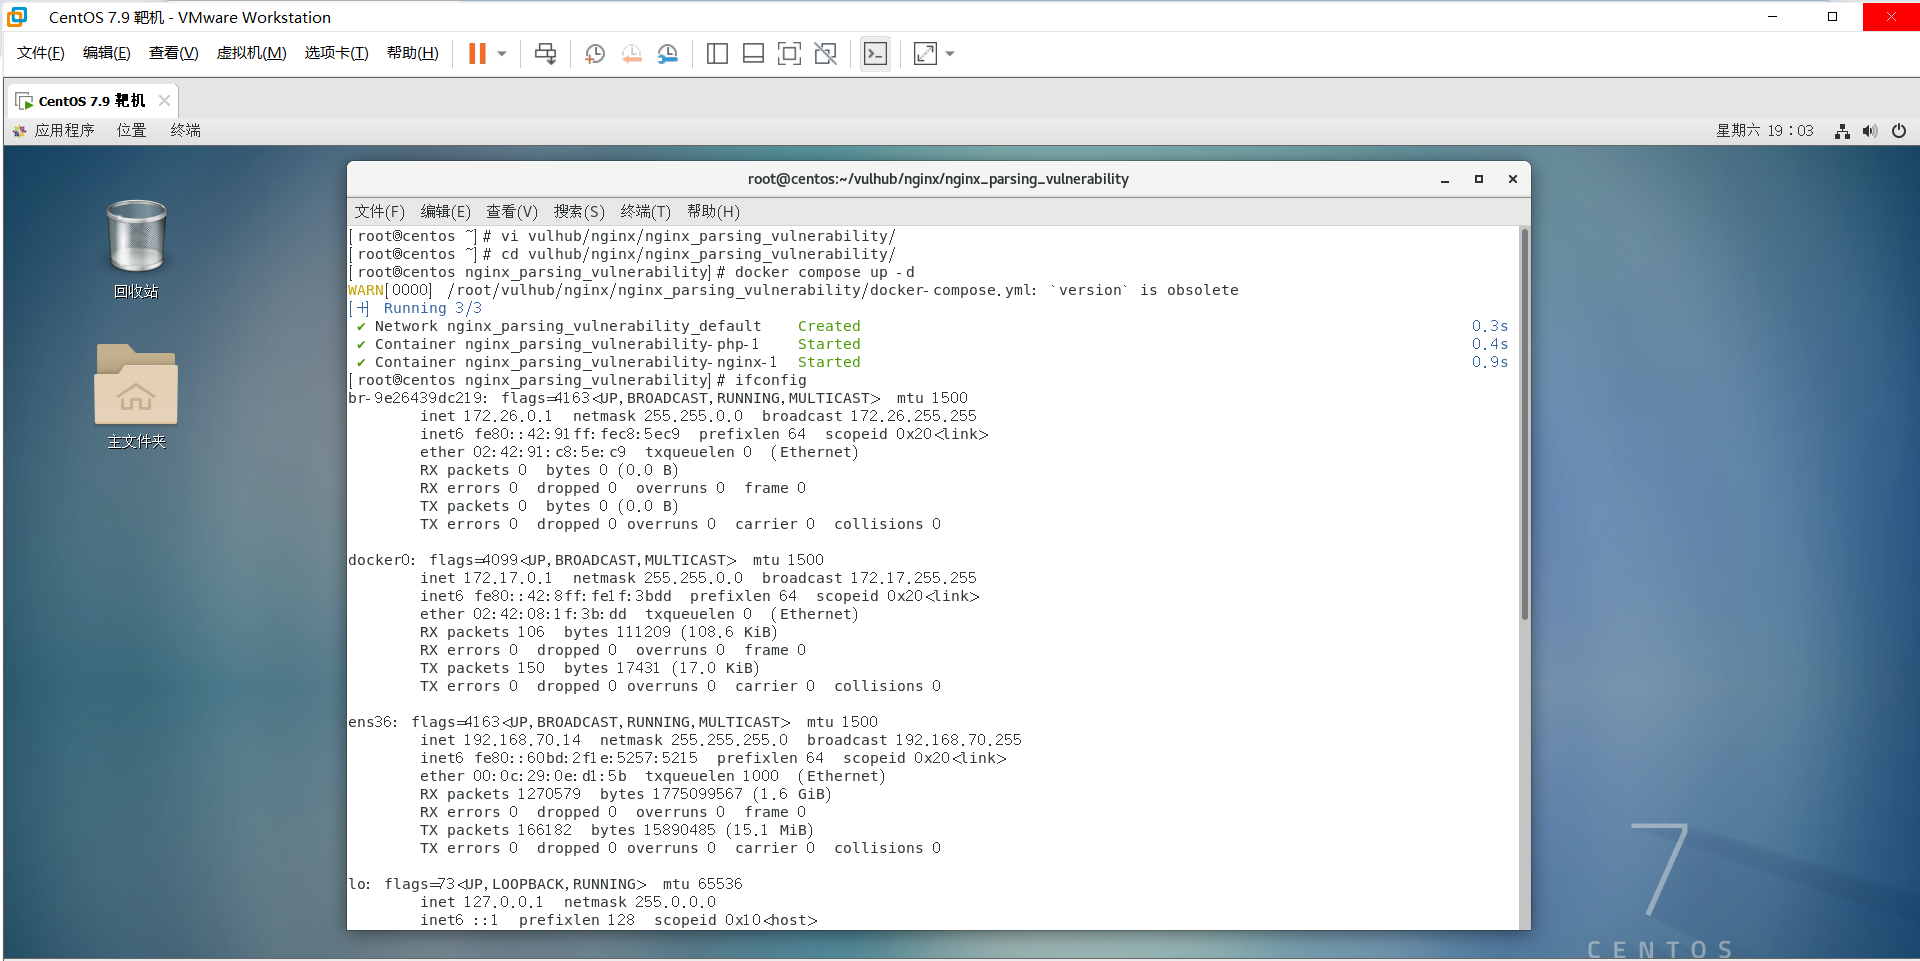 CentOS 7.9 靶机 - VMware Workstation
文件(F) 编辑(E) 查看(V) 虚拟机(M) 选项卡(T) 帮助(H)
CentOS 7.9 靶机
应用程序 位置 终端 星期六 19：03
回收站
主文件夹
root@centos:~/vulhub/nginx/nginx_parsing_vulnerability
文件(F) 编辑(E) 查看(V) 搜索(S) 终端(T) 帮助(H)
[root@centos ~]# vi vulhub/nginx/nginx_parsing_vulnerability/
[root@centos ~]# cd vulhub/nginx/nginx_parsing_vulnerability/
[root@centos nginx_parsing_vulnerability]# docker compose up -d
WARN[0000] /root/vulhub/nginx/nginx_parsing_vulnerability/docker-compose.yml: `version` is obsolete
[+] Running 3/3
✔ Network nginx_parsing_vulnerability_default Created 0.3s
✔ Container nginx_parsing_vulnerability-php-1 Started 0.4s
✔ Container nginx_parsing_vulnerability-nginx-1 Started 0.9s
[root@centos nginx_parsing_vulnerability]# ifconfig
br-9e26439dc219: flags=4163<UP,BROADCAST,RUNNING,MULTICAST> mtu 1500
inet 172.26.0.1 netmask 255.255.0.0 broadcast 172.26.255.255
inet6 fe80::42:91ff:fec8:5ec9 prefixlen 64 scopeid 0x20<link>
ether 02:42:91:c8:5e:c9 txqueuelen 0 (Ethernet)
RX packets 0 bytes 0 (0.0 B)
RX errors 0 dropped 0 overruns 0 frame 0
TX packets 0 bytes 0 (0.0 B)
TX errors 0 dropped 0 overruns 0 carrier 0 collisions 0
docker0: flags=4099<UP,BROADCAST,MULTICAST> mtu 1500
inet 172.17.0.1 netmask 255.255.0.0 broadcast 172.17.255.255
inet6 fe80::42:8ff:fe1f:3bdd prefixlen 64 scopeid 0x20<link>
ether 02:42:08:1f:3b:dd txqueuelen 0 (Ethernet)
RX packets 106 bytes 111209 (108.6 KiB)
RX errors 0 dropped 0 overruns 0 frame 0
TX packets 150 bytes 17431 (17.0 KiB)
TX errors 0 dropped 0 overruns 0 carrier 0 collisions 0
ens36: flags=4163<UP,BROADCAST,RUNNING,MULTICAST> mtu 1500
inet 192.168.70.14 netmask 255.255.255.0 broadcast 192.168.70.255
inet6 fe80::60bd:2f1e:5257:5215 prefixlen 64 scopeid 0x20<link>
ether 00:0c:29:0e:d1:5b txqueuelen 1000 (Ethernet)
RX packets 1270579 bytes 1775099567 (1.6 GiB)
RX errors 0 dropped 0 overruns 0 frame 0
TX packets 166182 bytes 15890485 (15.1 MiB)
TX errors 0 dropped 0 overruns 0 carrier 0 collisions 0
lo: flags=73<UP,LOOPBACK,RUNNING> mtu 65536
inet 127.0.0.1 netmask 255.0.0.0
inet6 ::1 prefixlen 128 scopeid 0x10<host>
7
CENTOS